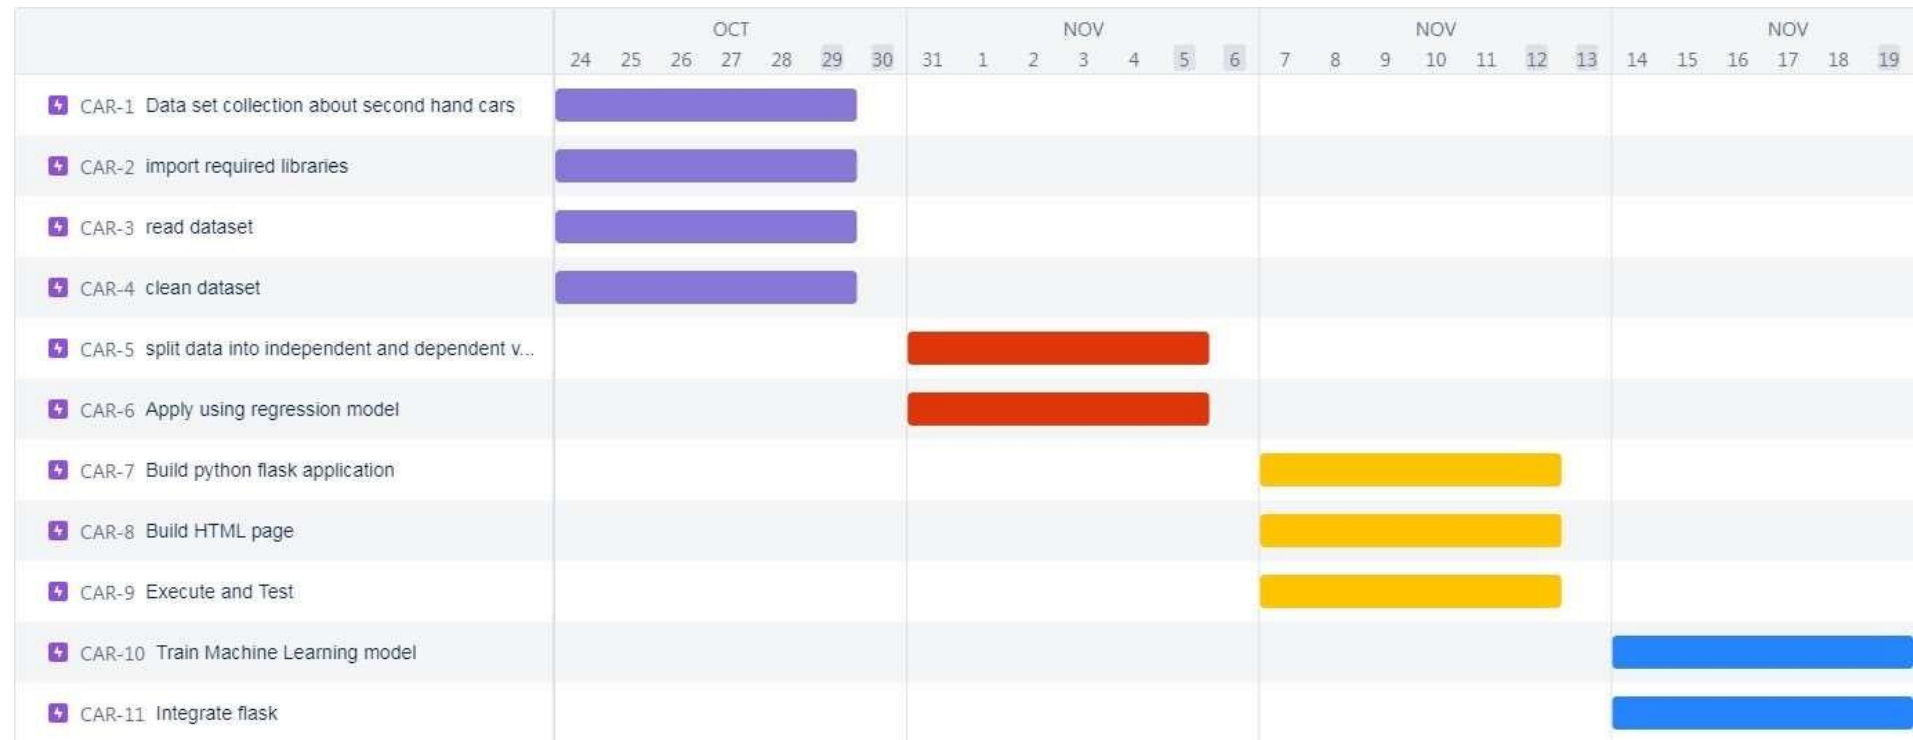 OCT NOV NOV NOV
24 25 26 27 28 29 30 31 1 2 3 4 5 6 7 8 9 10 11 12 13 14 15 16 17 18 19
CAR-1 Data set collection about second hand cars
CAR-2 import required libraries
CAR-3 read dataset
CAR-4 clean dataset
CAR-5 split data into independent and dependent v...
CAR-6 Apply using regression model
CAR-7 Build python flask application
CAR-8 Build HTML page
CAR-9 Execute and Test
CAR-10 Train Machine Learning model
CAR-11 Integrate flask